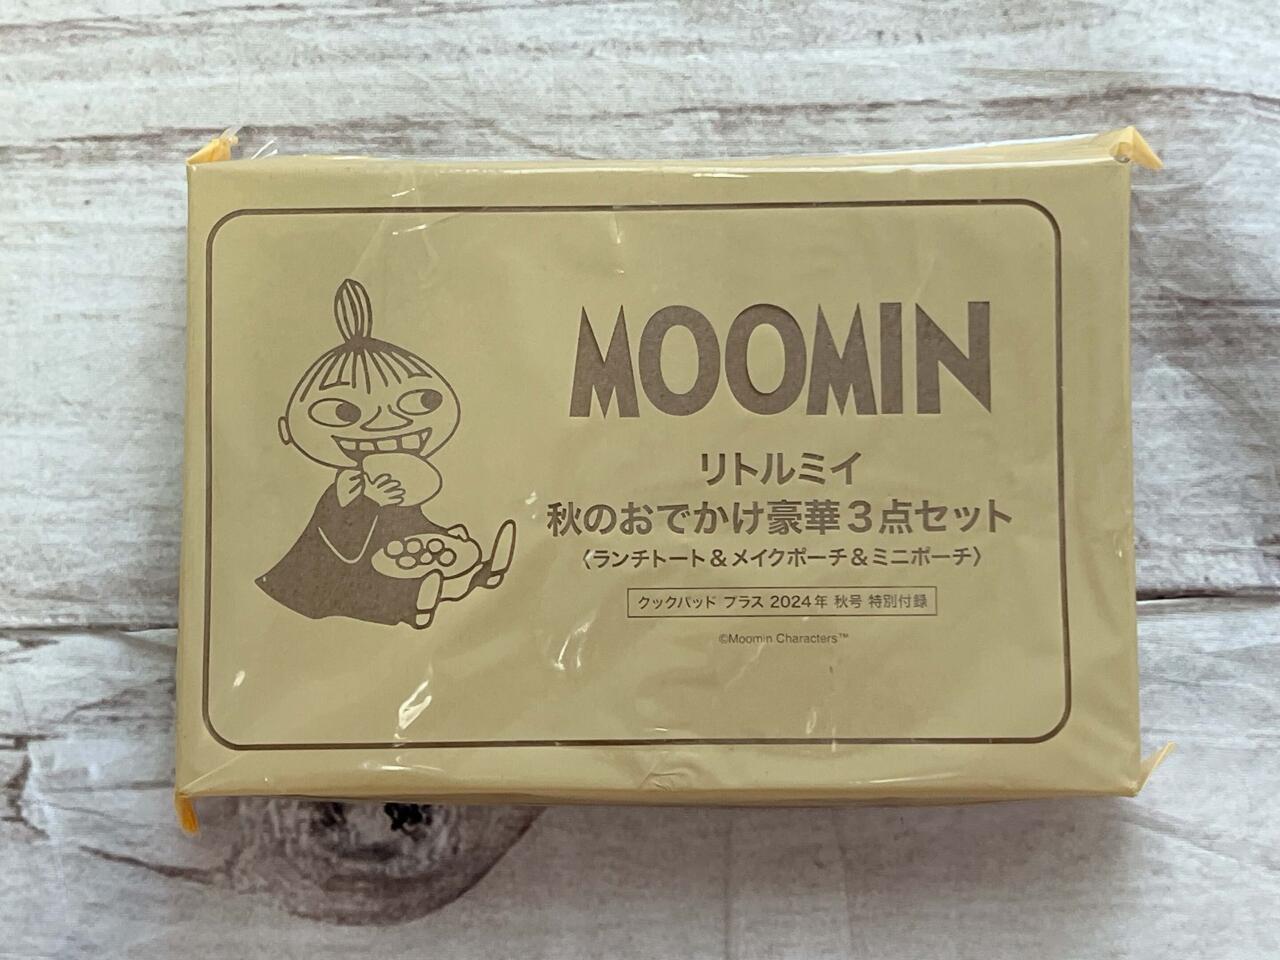 MOOMIN
リトルミイ
秋のおでかけ豪華3点セット
〈ランチトート&メイクポーチ&ミニポーチ〉
クックパッド プラス 2024年 秋号 特別付録
©Moomin Characters™